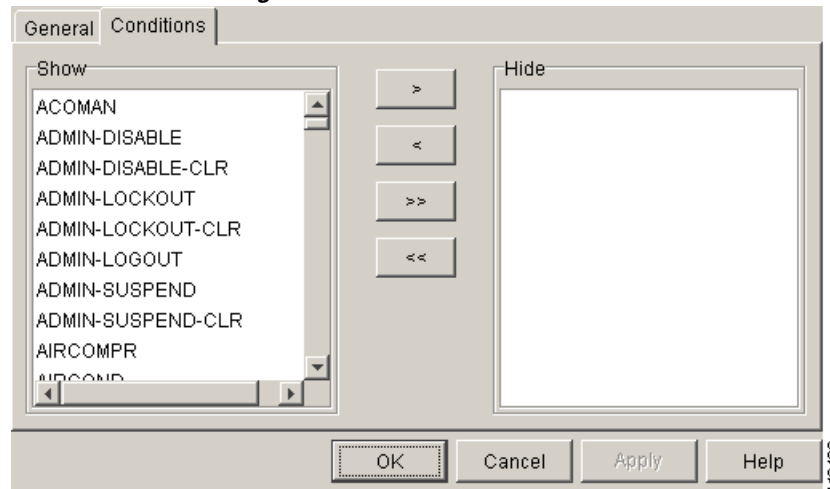 General Conditions
Show
ACOMAN
ADMIN-DISABLE
ADMIN-DISABLE-CLR
ADMIN-LOCKOUT
ADMIN-LOCKOUT-CLR
ADMIN-LOGOUT
ADMIN-SUSPEND
ADMIN-SUSPEND-CLR
AIRCOMPR
AIRCOND
>
<
>>
<<
Hide
OK Cancel Apply Help